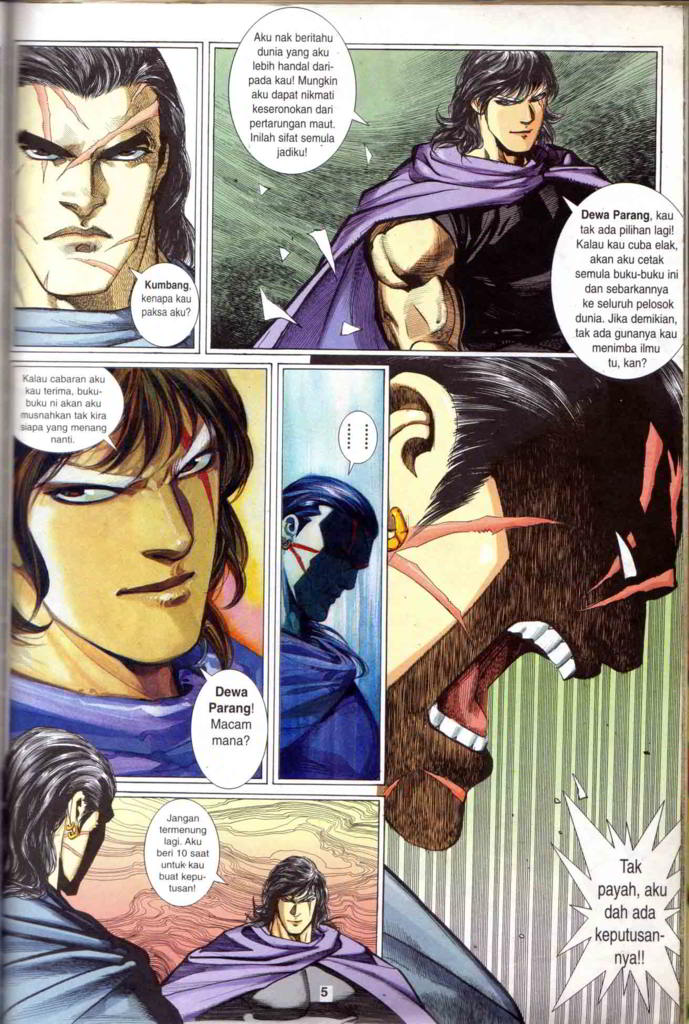 Kumbang,
kenapa kau
paksa aku?
Aku nak beritahu
dunia yang aku
lebih handal dari-
pada kau! Mungkin
aku dapat nikmati
keseronokan dari
pertarungan maut.
Inilah sifat semula
jadiku!
Dewa Parang, kau
tak ada pilihan lagi!
Kalau kau cuba elak,
akan aku cetak
semula buku-buku ini
dan sebarkannya
ke seluruh pelosok
dunia. Jika demikian,
tak ada gunanya kau
menimba ilmu
tu, kan?
Kalau cabaran aku
kau terima, buku-
buku ni akan aku
musnahkan tak kira
siapa yang menang
nanti.
Dewa
Parang!
Macam
mana?
Jangan
termenung
lagi. Aku
beri 10 saat
untuk kau
buat kepu-
tusan!
Tak
payah, aku
dah ada
keputusan-
nya!!
5